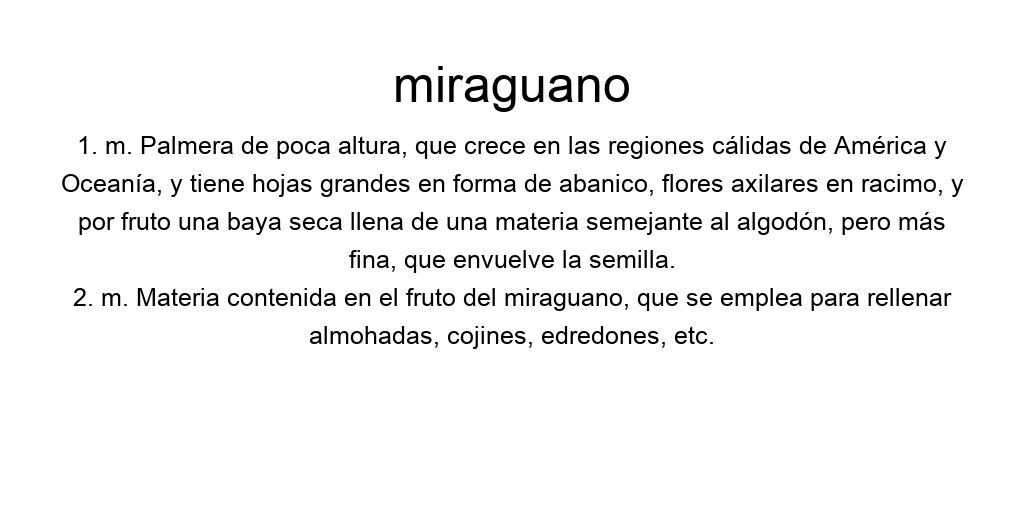 miraguano
1. m. Palmera de poca altura, que crece en las regiones cálidas de América y
Oceanía, y tiene hojas grandes en forma de abanico, flores axilares en racimo, y
por fruto una baya seca llena de una materia semejante al algodón, pero más
fina, que envuelve la semilla.
2. m. Materia contenida en el fruto del miraguano, que se emplea para rellenar
almohadas, cojines, edredones, etc.